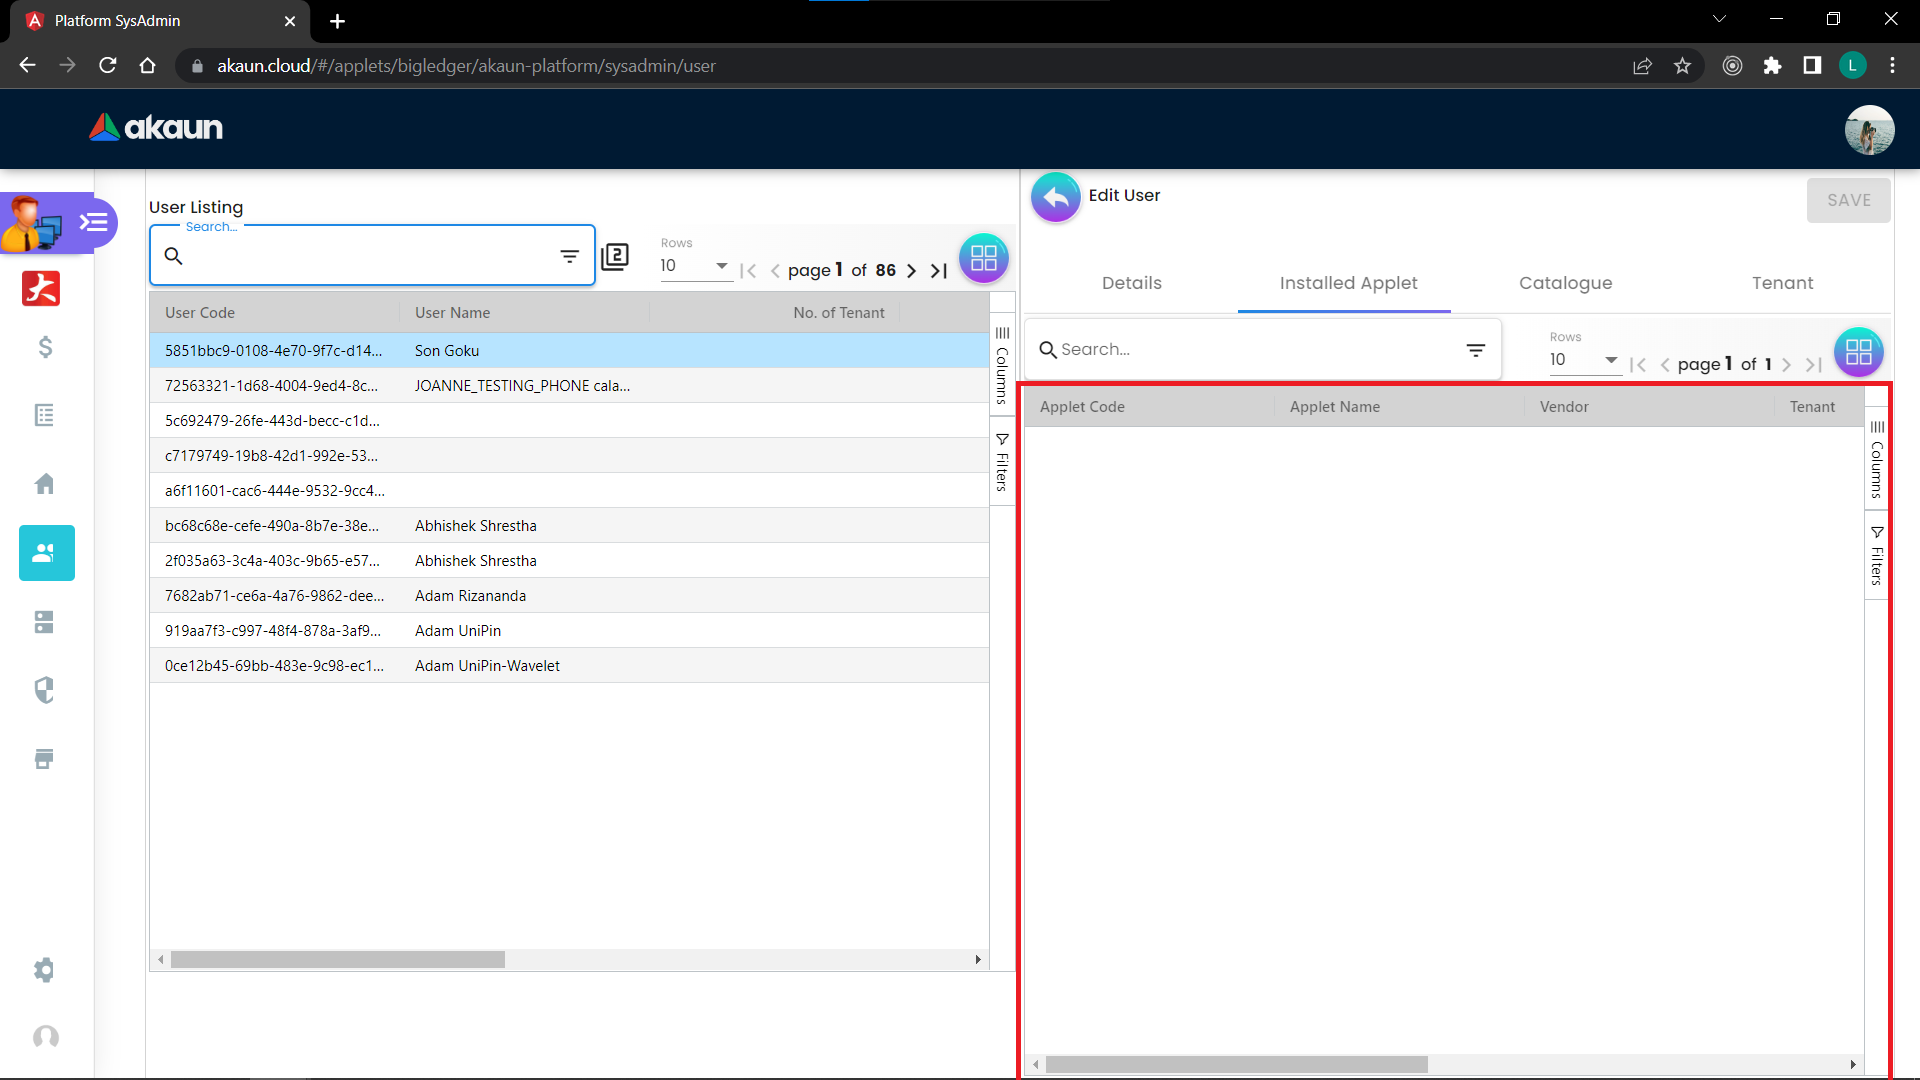 Platform SysAdmin
akaun.cloud/#/applets/bigledger/akaun-platform/sysadmin/user
L
akaun
User Listing
Search...
2
Rows
10
page 1 of 86
User Code User Name No. of Tenant
5851bbc9-0108-4e70-9f7c-d14... Son Goku
72563321-1d68-4004-9ed4-8c... JOANNE_TESTING_PHONE cala...
5c692479-26fe-443d-becc-c1d...
c7179749-19b8-42d1-992e-53...
a6f11601-cac6-444e-9532-9cc4...
bc68c68e-cefe-490a-8b7e-38e... Abhishek Shrestha
2f035a63-3c4a-403c-9b65-e57... Abhishek Shrestha
7682ab71-ce6a-4a76-9862-dee... Adam Rizananda
919aa7f3-c997-48f4-878a-3af9... Adam UniPin
0ce12b45-69bb-483e-9c98-ec1... Adam UniPin-Wavelet
Columns
Filters
Edit User
SAVE
Details Installed Applet Catalogue Tenant
Search...
Rows
10
page 1 of 1
Applet Code Applet Name Vendor Tenant
Columns
Filters